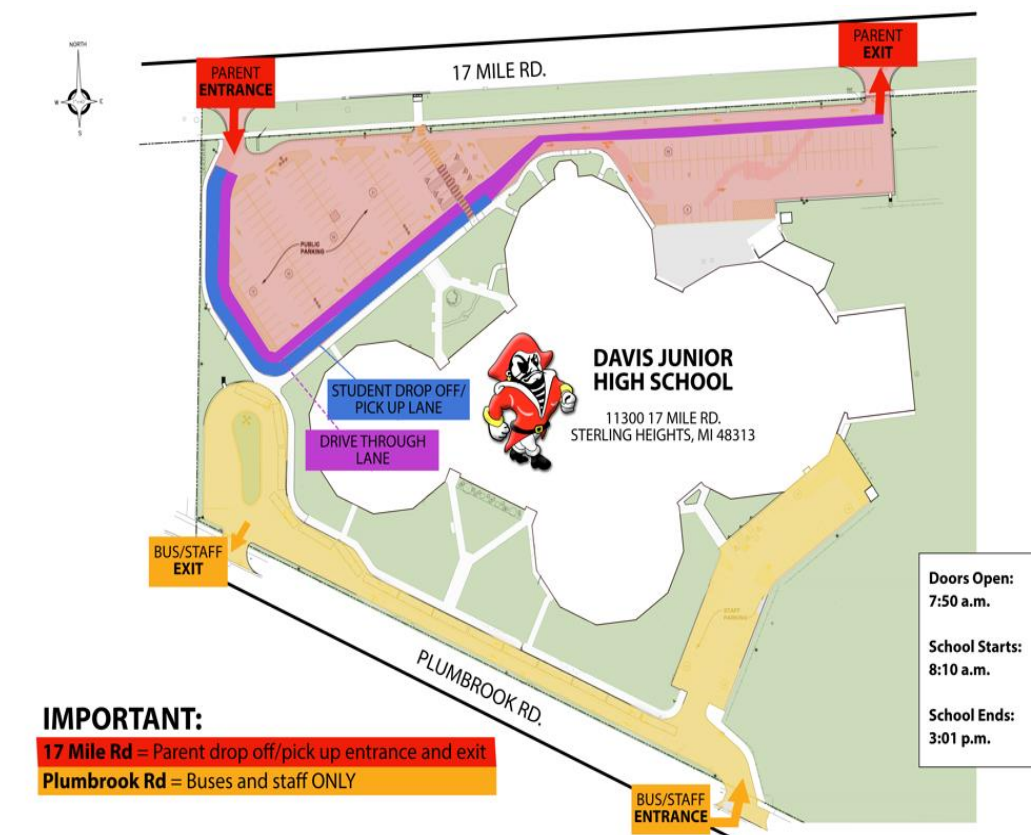 NORTH
W
E
S
17 MILE RD.
PARENT
ENTRANCE
PARENT
EXIT
PUBLIC
PARKING
STUDENT DROP OFF/
PICK UP LANE
DRIVE THROUGH
LANE
DAVIS JUNIOR
HIGH SCHOOL
11300 17 MILE RD.
STERLING HEIGHTS, MI 48313
BUS/STAFF
EXIT
STAFF
PARKING
PLUMBROOK RD.
Doors Open:
7:50 a.m.
School Starts:
8:10 a.m.
School Ends:
3:01 p.m.
IMPORTANT:
17 Mile Rd = Parent drop off/pick up entrance and exit
Plumbrook Rd = Buses and staff ONLY
BUS/STAFF
ENTRANCE